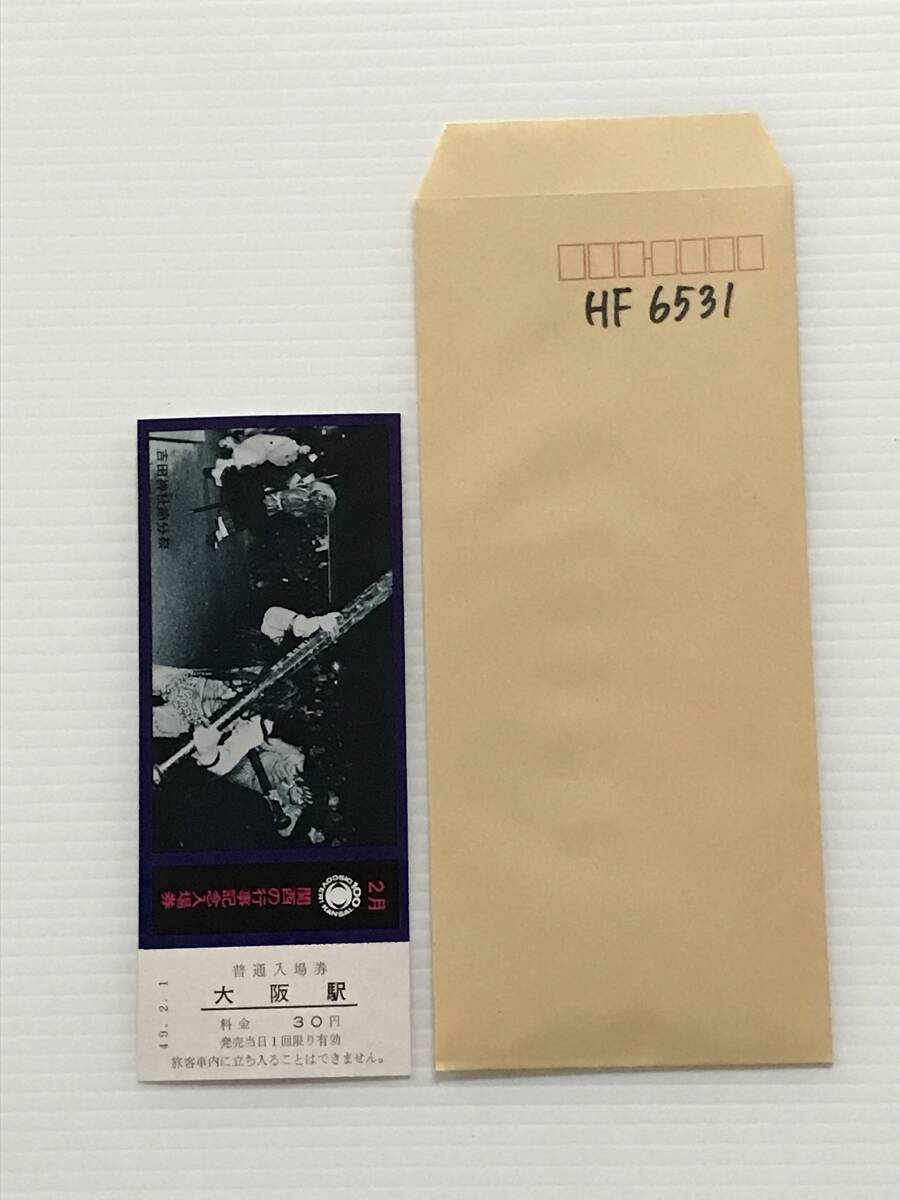 HF 6531
吉田神社節分祭
2月
関西の行事記念入場券
DISCOVER
100
KANSAI
普通入場券
大阪駅
料金 30円
発売当日1回限り有効
旅客車内に立ち入ることはできません。
49.2.1